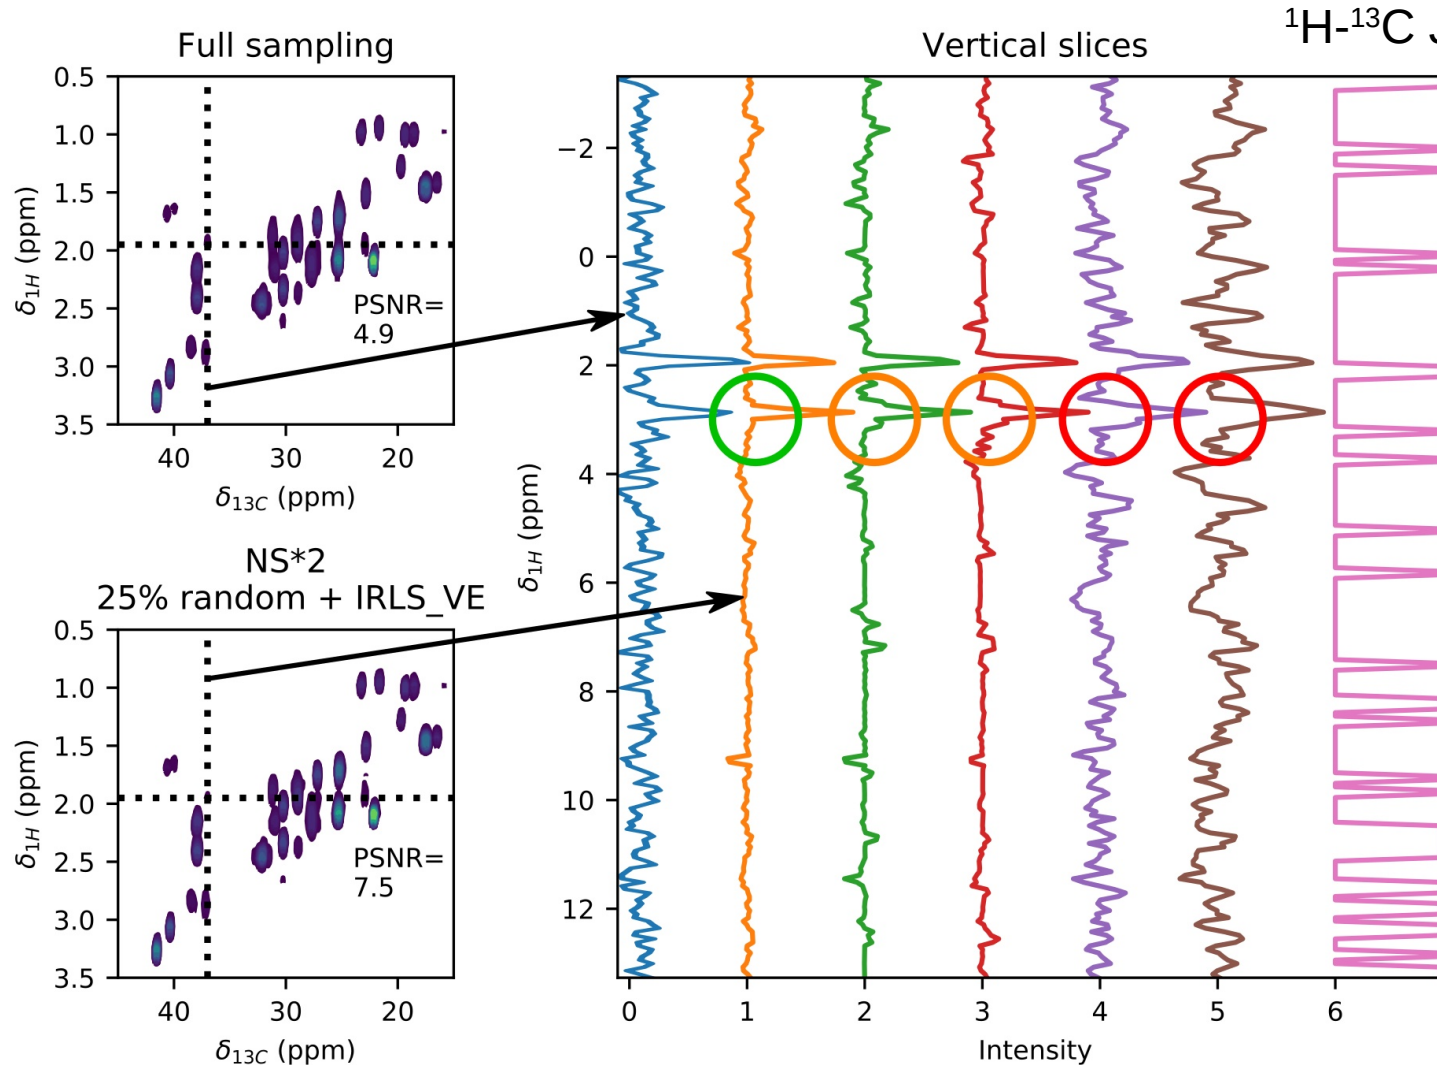 ¹H-¹³C J
Full sampling
0.5
1.0
1.5
2.0
2.5
3.0
3.5
δ1H (ppm)
PSNR=
4.9
40 30 20
δ13C (ppm)
NS*2
25% random + IRLS_VE
0.5
1.0
1.5
2.0
2.5
3.0
3.5
δ1H (ppm)
PSNR=
7.5
40 30 20
δ13C (ppm)
Vertical slices
−2
0
2
4
6
8
10
12
δ1H (ppm)
0 1 2 3 4 5 6
Intensity